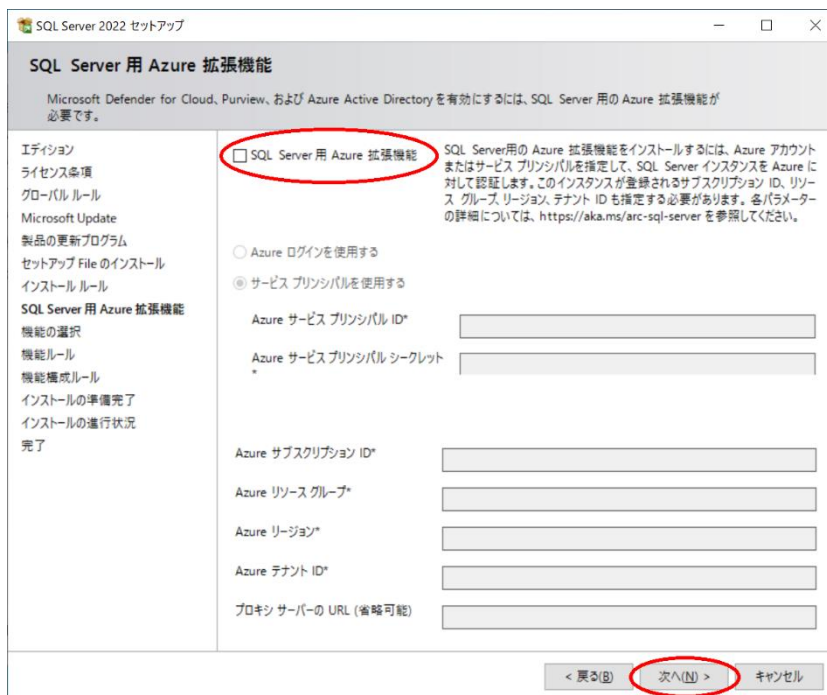 SQL Server 2022 セットアップ
SQL Server 用 Azure 拡張機能
Microsoft Defender for Cloud、Purview、および Azure Active Directory を有効にするには、SQL Server 用の Azure 拡張機能が
必要です。
エディション
ライセンス条項
グローバル ルール
Microsoft Update
製品の更新プログラム
セットアップ File のインストール
インストール ルール
SQL Server 用 Azure 拡張機能
機能の選択
機能ルール
機能構成ルール
インストールの準備完了
インストールの進行状況
完了
SQL Server 用 Azure 拡張機能
SQL Server用の Azure 拡張機能をインストールするには、Azure アカウント
またはサービス プリンシパルを指定して、SQL Server インスタンスを Azure に
対して認証します。このインスタンスが登録されるサブスクリプション ID、リソー
ス グループ、リージョン、テナント ID も指定する必要があります。各パラメーター
の詳細については、https://aka.ms/arc-sql-server を参照してください。
Azure ログインを使用する
サービス プリンシパルを使用する
Azure サービス プリンシパル ID*
Azure サービス プリンシパル シークレット
*
Azure サブスクリプション ID*
Azure リソース グループ*
Azure リージョン*
Azure テナント ID*
プロキシ サーバーの URL (省略可能)
< 戻る(B)
次へ(N) >
キャンセル